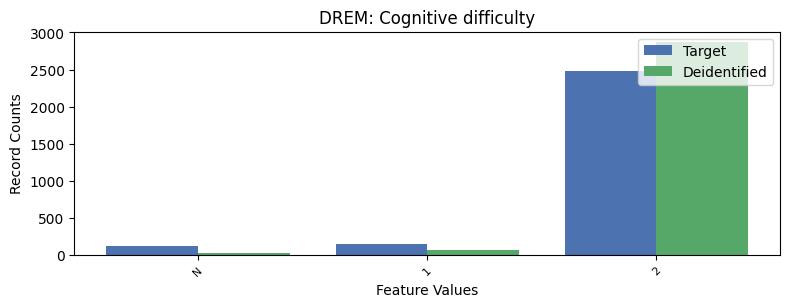 DREM: Cognitive difficulty
Record Counts
3000
2500
2000
1500
1000
500
0
Target
Deidentified
N
1
2
Feature Values